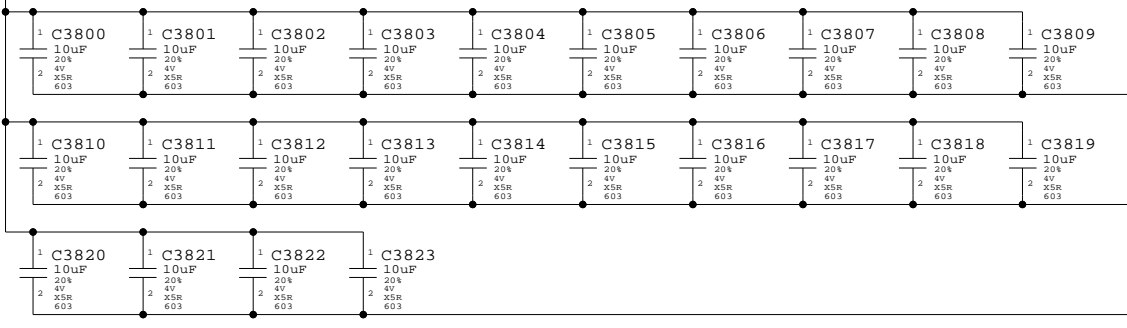 1 C3800 1 C3801 1 C3802 1 C3803 1 C3804 1 C3805 1 C3806 1 C3807 1 C3808 1 C3809
10uF 10uF 10uF 10uF 10uF 10uF 10uF 10uF 10uF 10uF
20% 20% 20% 20% 20% 20% 20% 20% 20% 20%
4V 4V 4V 4V 4V 4V 4V 4V 4V 4V
2 X5R 2 X5R 2 X5R 2 X5R 2 X5R 2 X5R 2 X5R 2 X5R 2 X5R 2 X5R
603 603 603 603 603 603 603 603 603 603
1 C3810 1 C3811 1 C3812 1 C3813 1 C3814 1 C3815 1 C3816 1 C3817 1 C3818 1 C3819
10uF 10uF 10uF 10uF 10uF 10uF 10uF 10uF 10uF 10uF
20% 20% 20% 20% 20% 20% 20% 20% 20% 20%
4V 4V 4V 4V 4V 4V 4V 4V 4V 4V
2 X5R 2 X5R 2 X5R 2 X5R 2 X5R 2 X5R 2 X5R 2 X5R 2 X5R 2 X5R
603 603 603 603 603 603 603 603 603 603
1 C3820 1 C3821 1 C3822 1 C3823
10uF 10uF 10uF 10uF
20% 20% 20% 20%
4V 4V 4V 4V
2 X5R 2 X5R 2 X5R 2 X5R
603 603 603 603